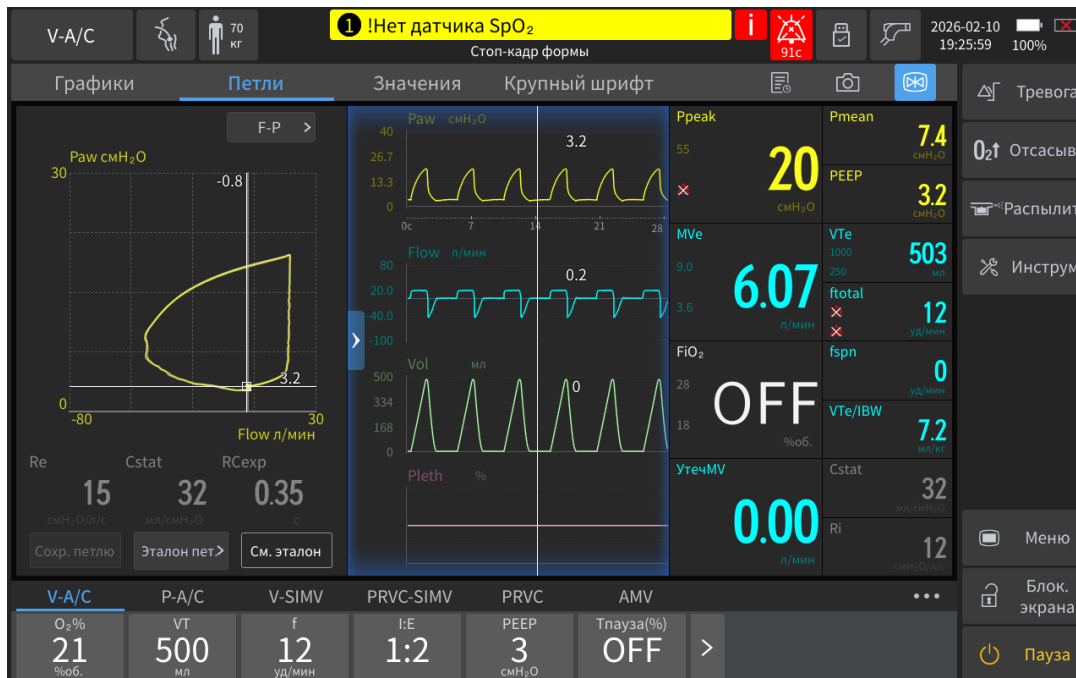 V-A/C
70
кг
1 !Нет датчика SpO₂
Стоп-кадр формы
i
91с
2026-02-10
19:25:59
100%
Графики
Петли
Значения
Крупный шрифт
Тревога
O₂↑ Отсасыв
Распылит
Инструм
F-P >
Paw смH₂O
30
-0.8
3.2
0
-80
30
Flow л/мин
Re
Cstat
RCexp
15
32
0.35
смH₂O/л/с
мл/смH₂O
с
Сохр. петлю
Эталон пет.>
См. эталон
Paw смH₂O
40
3.2
26.7
13.3
0
0с
7
14
21
28
Flow л/мин
80
0.2
20.0
-40.0
-100
Vol мл
500
0
334
168
0
Pleth %
Ppeak
55
20
смH₂O
Pmean
7.4
смH₂O
PEEP
3.2
смH₂O
MVe
9.0
6.07
3.6
л/мин
VTe
1000
503
250
мл
ftotal
12
уд/мин
FiO₂
28
OFF
18
%об.
fspn
0
уд/мин
VTe/IBW
7.2
мл/кг
УтечMV
0.00
л/мин
Cstat
32
мл/смH₂O
Ri
12
смH₂O/л/с
Меню
Блок.
экрана
Пауза
V-A/C
P-A/C
V-SIMV
PRVC-SIMV
PRVC
AMV
O₂%
21
%об.
VT
500
мл
f
12
уд/мин
I:E
1:2
PEEP
3
смH₂O
Tпауза(%)
OFF
>